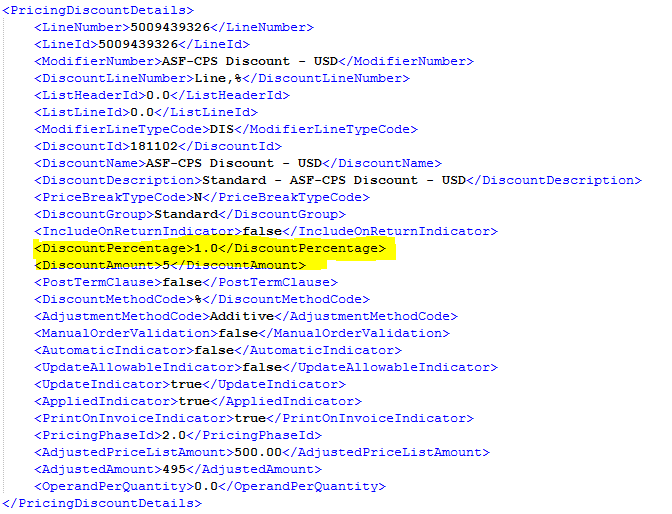 <PricingDiscountDetails>
<LineNumber>5009439326</LineNumber>
<LineId>5009439326</LineId>
<ModifierNumber>ASF-CPS Discount - USD</ModifierNumber>
<DiscountLineNumber>Line,%</DiscountLineNumber>
<ListHeaderId>0.0</ListHeaderId>
<ListLineId>0.0</ListLineId>
<ModifierLineTypeCode>DIS</ModifierLineTypeCode>
<DiscountId>181102</DiscountId>
<DiscountName>ASF-CPS Discount - USD</DiscountName>
<DiscountDescription>Standard - ASF-CPS Discount - USD</DiscountDescription>
<PriceBreakTypeCode>N</PriceBreakTypeCode>
<DiscountGroup>Standard</DiscountGroup>
<IncludeOnReturnIndicator>false</IncludeOnReturnIndicator>
<DiscountPercentage>1.0</DiscountPercentage>
<DiscountAmount>5</DiscountAmount>
<PostTermClause>false</PostTermClause>
<DiscountMethodCode>%</DiscountMethodCode>
<AdjustmentMethodCode>Additive</AdjustmentMethodCode>
<ManualOrderValidation>false</ManualOrderValidation>
<AutomaticIndicator>false</AutomaticIndicator>
<UpdateAllowableIndicator>false</UpdateAllowableIndicator>
<UpdateIndicator>true</UpdateIndicator>
<AppliedIndicator>true</AppliedIndicator>
<PrintOnInvoiceIndicator>true</PrintOnInvoiceIndicator>
<PricingPhaseId>2.0</PricingPhaseId>
<AdjustedPriceListAmount>500.00</AdjustedPriceListAmount>
<AdjustedAmount>495</AdjustedAmount>
<OperandPerQuantity>0.0</OperandPerQuantity>
</PricingDiscountDetails>